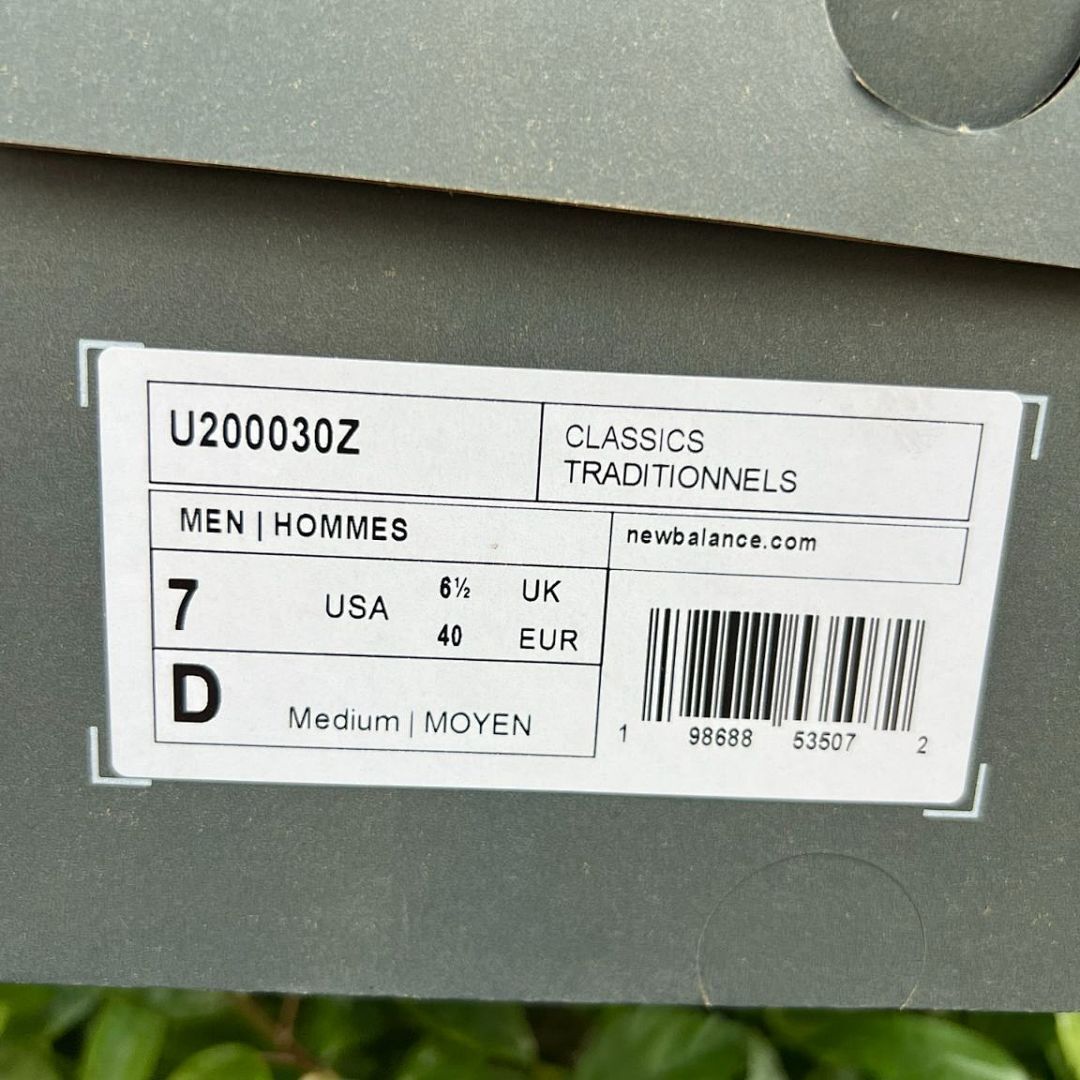 U200030Z
CLASSICS
TRADITIONNELS
MEN | HOMMES
newbalance.com
7 USA 6½ UK
40 EUR
D Medium | MOYEN
1 98688 53507 2